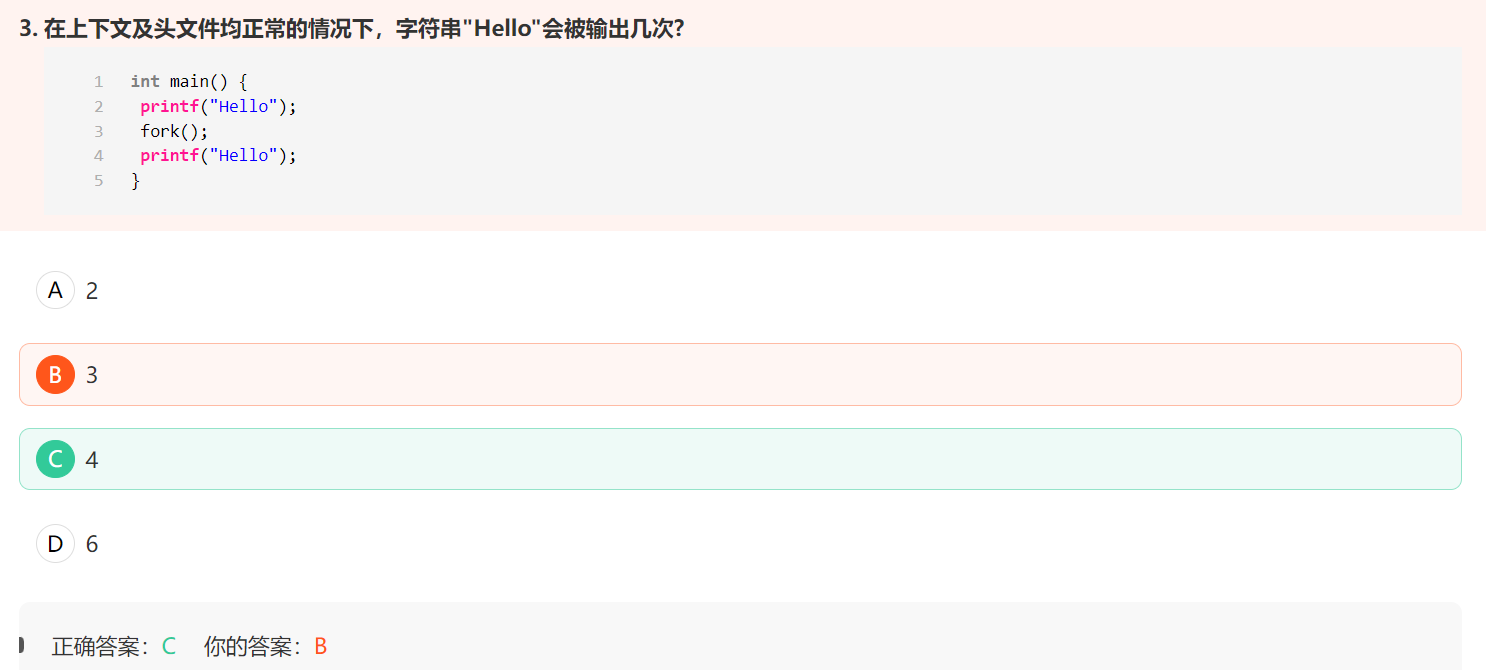 3. 在上下文及头文件均正常的情况下，字符串"Hello"会被输出几次?
1 int main() {
2 printf("Hello");
3 fork();
4 printf("Hello");
5 }
A 2
B 3
C 4
D 6
正确答案：C 你的答案：B